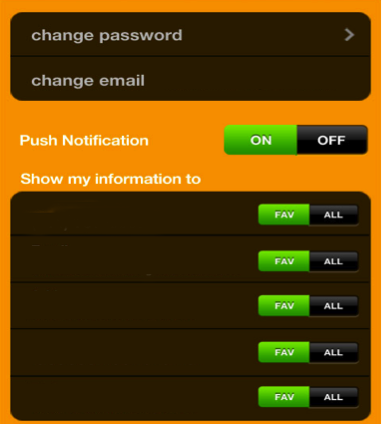 change password
change email
Push Notification ON OFF
Show my information to
FAV ALL
FAV ALL
FAV ALL
FAV ALL
FAV ALL